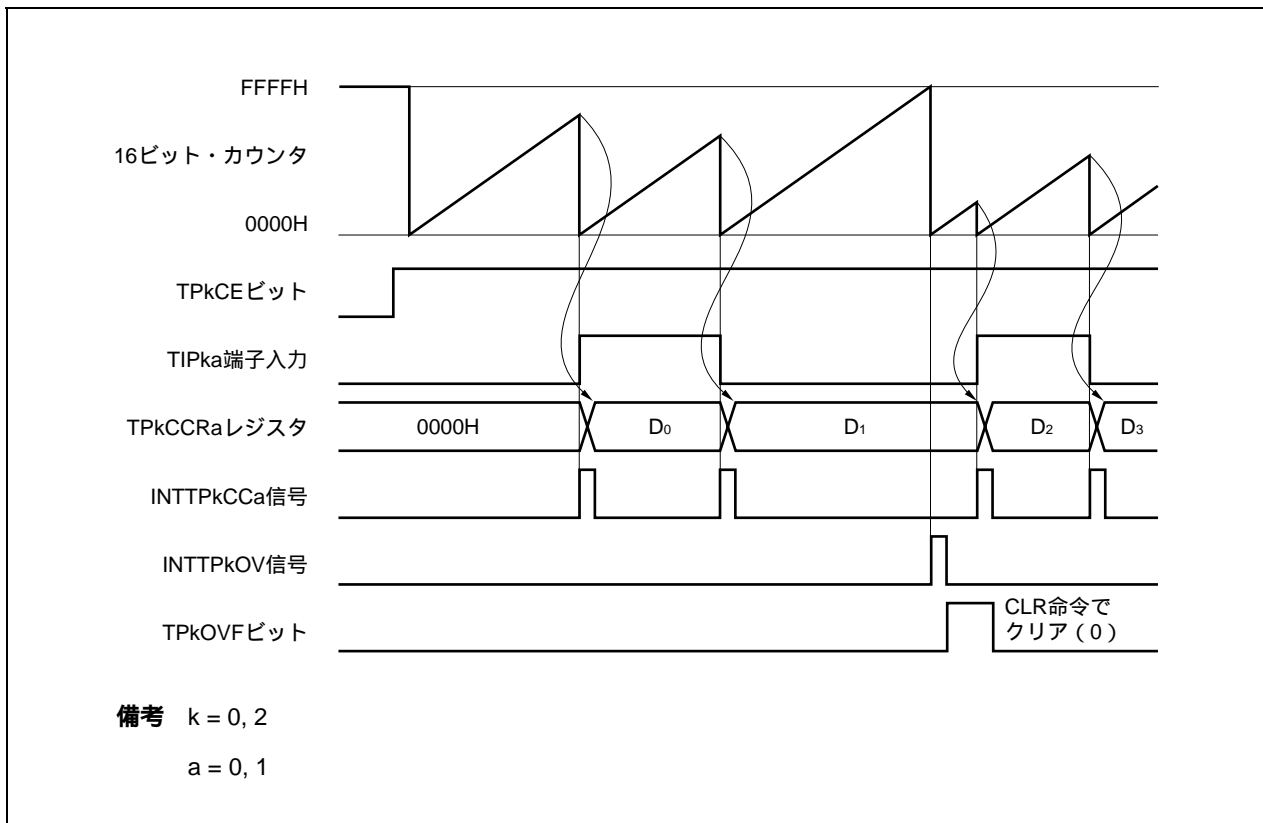 FFFFH
16ビット・カウンタ
0000H
TPkCEビット
TIPka端子入力
TPkCCRaレジスタ 0000H D0 D1 D2 D3
INTTPkCCa信号
INTTPkOV信号
TPkOVFビット CLR命令で
クリア（0）
備考 k = 0, 2
a = 0, 1